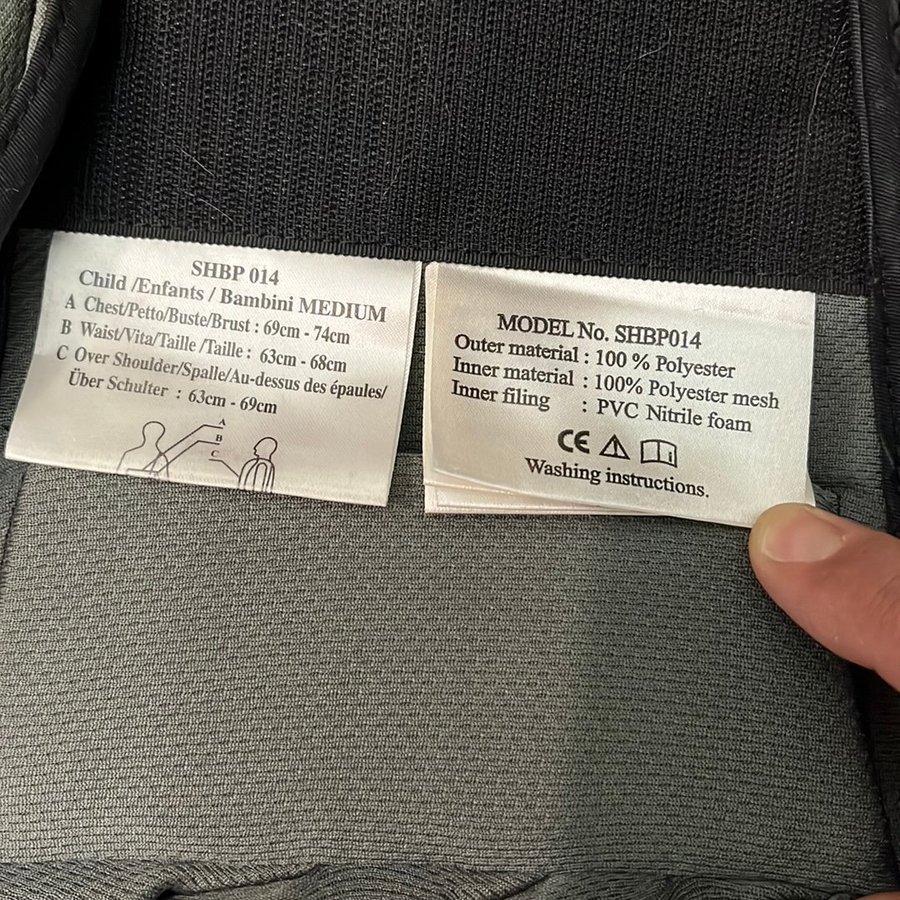 SHBP 014
Child /Enfants / Bambini MEDIUM
A Chest/Petto/Buste/Brust : 69cm - 74cm
B Waist/Vita/Taille /Taille : 63cm - 68cm
C Over Shoulder/Spalle/Au-dessus des épaules/
Über Schulter : 63cm - 69cm
A
B
C
MODEL No. SHBP014
Outer material : 100 % Polyester
Inner material : 100% Polyester mesh
Inner filing : PVC Nitrile foam
CE
Washing instructions.